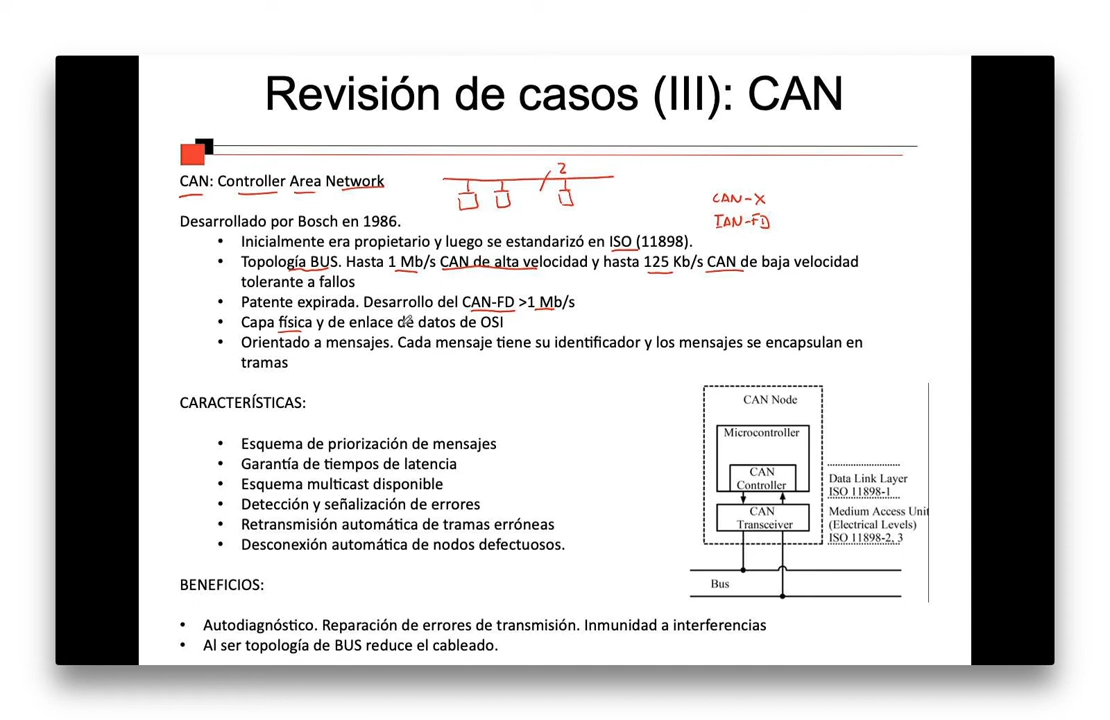 Revisión de casos (III): CAN
CAN: Controller Area Network
2
CAN-X
CAN-FD
Desarrollado por Bosch en 1986.
• Inicialmente era propietario y luego se estandarizó en ISO (11898).
• Topología BUS. Hasta 1 Mb/s CAN de alta velocidad y hasta 125 Kb/s CAN de baja velocidad
tolerante a fallos
• Patente expirada. Desarrollo del CAN-FD >1 Mb/s
• Capa física y de enlace de datos de OSI
• Orientado a mensajes. Cada mensaje tiene su identificador y los mensajes se encapsulan en
tramas
CARACTERÍSTICAS:
• Esquema de priorización de mensajes
• Garantía de tiempos de latencia
• Esquema multicast disponible
• Detección y señalización de errores
• Retransmisión automática de tramas erróneas
• Desconexión automática de nodos defectuosos.
CAN Node
Microcontroller
CAN
Controller
CAN
Transceiver
Data Link Layer
ISO 11898-1
Medium Access Unit
(Electrical Levels)
ISO 11898-2, 3
Bus
BENEFICIOS:
• Autodiagnóstico. Reparación de errores de transmisión. Inmunidad a interferencias
• Al ser topología de BUS reduce el cableado.